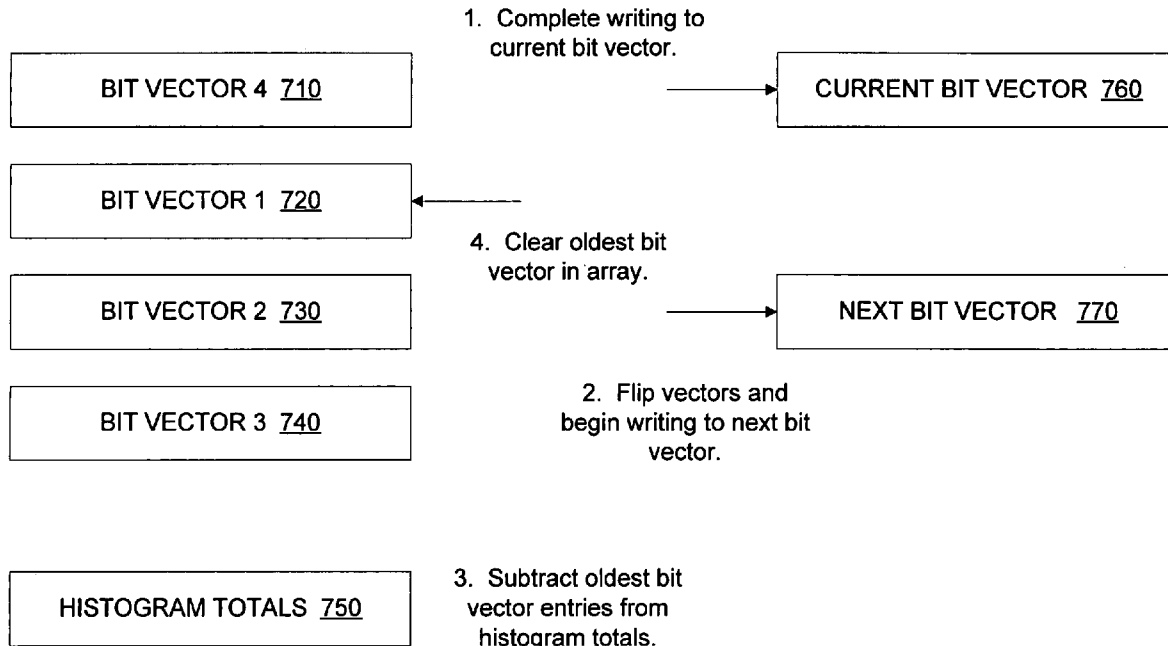 1. Complete writing to
current bit vector.
BIT VECTOR 4 710
CURRENT BIT VECTOR 760
BIT VECTOR 1 720
4. Clear oldest bit
vector in array.
BIT VECTOR 2 730
NEXT BIT VECTOR 770
BIT VECTOR 3 740
2. Flip vectors and
begin writing to next bit
vector.
HISTOGRAM TOTALS 750
3. Subtract oldest bit
vector entries from
histogram totals.